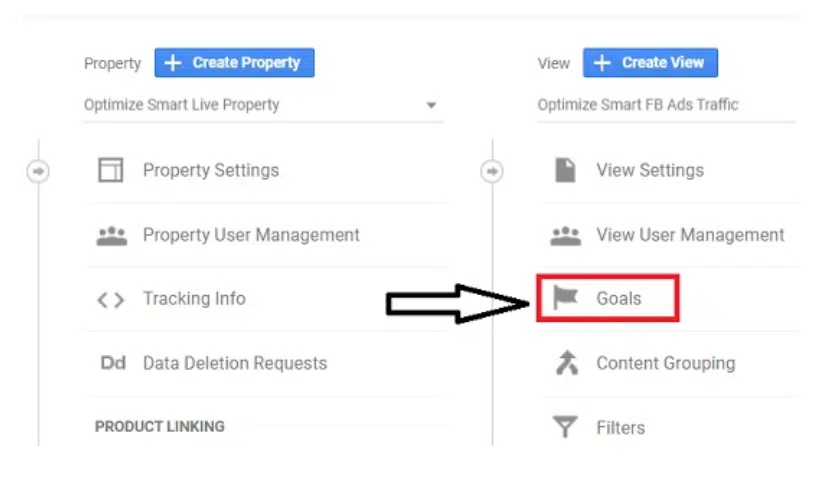 Property + Create Property
Optimize Smart Live Property
Property Settings
Property User Management
<> Tracking Info
Dd Data Deletion Requests
PRODUCT LINKING
View + Create View
Optimize Smart FB Ads Traffic
View Settings
View User Management
Goals
Content Grouping
Filters